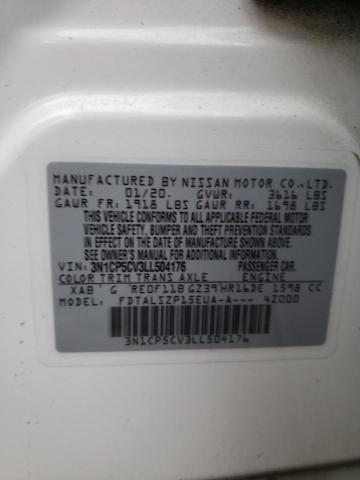 MANUFACTURED BY NISSAN MOTOR CO.,LTD.
DATE: 01/20. GVWR: 3616 LBS
GAWR FR: 1918 LBS GAWR RR: 1698 LBS
THIS VEHICLE CONFORMS TO ALL APPLICABLE FEDERAL MOTOR
VEHICLE SAFETY, BUMPER AND THEFT PREVENTION STANDARDS
IN EFFECT ON THE DATE OF MANUFACTURE SHOWN ABOVE.
SEE OWNER'S MANUAL FOR ADDITIONAL INFORMATION.
VIN: 3N1CP5CV3LL504176 PASSENGER CAR.
COLOR TRIM TRANS AXLE ENGINE
XAB G RE0F11B GZ39 HR16DE 1598 CC
MODEL: FDTALSZP15EUA-A--- 42000
3N1CP5CV3LL504176